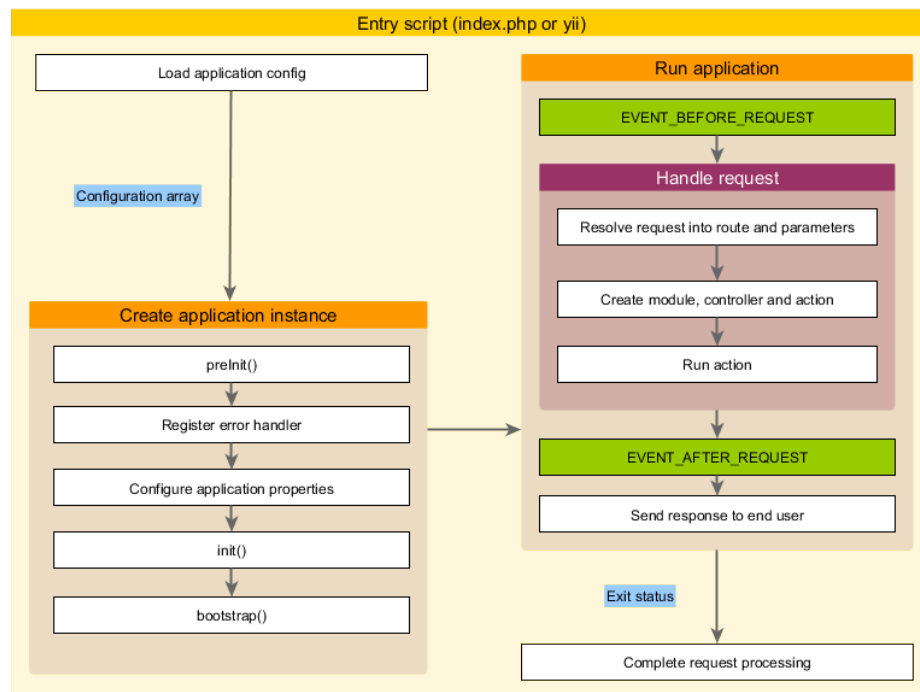 Entry script (index.php or yii)
Load application config
Configuration array
Create application instance
preInit()
Register error handler
Configure application properties
init()
bootstrap()
Run application
EVENT_BEFORE_REQUEST
Handle request
Resolve request into route and parameters
Create module, controller and action
Run action
EVENT_AFTER_REQUEST
Send response to end user
Exit status
Complete request processing